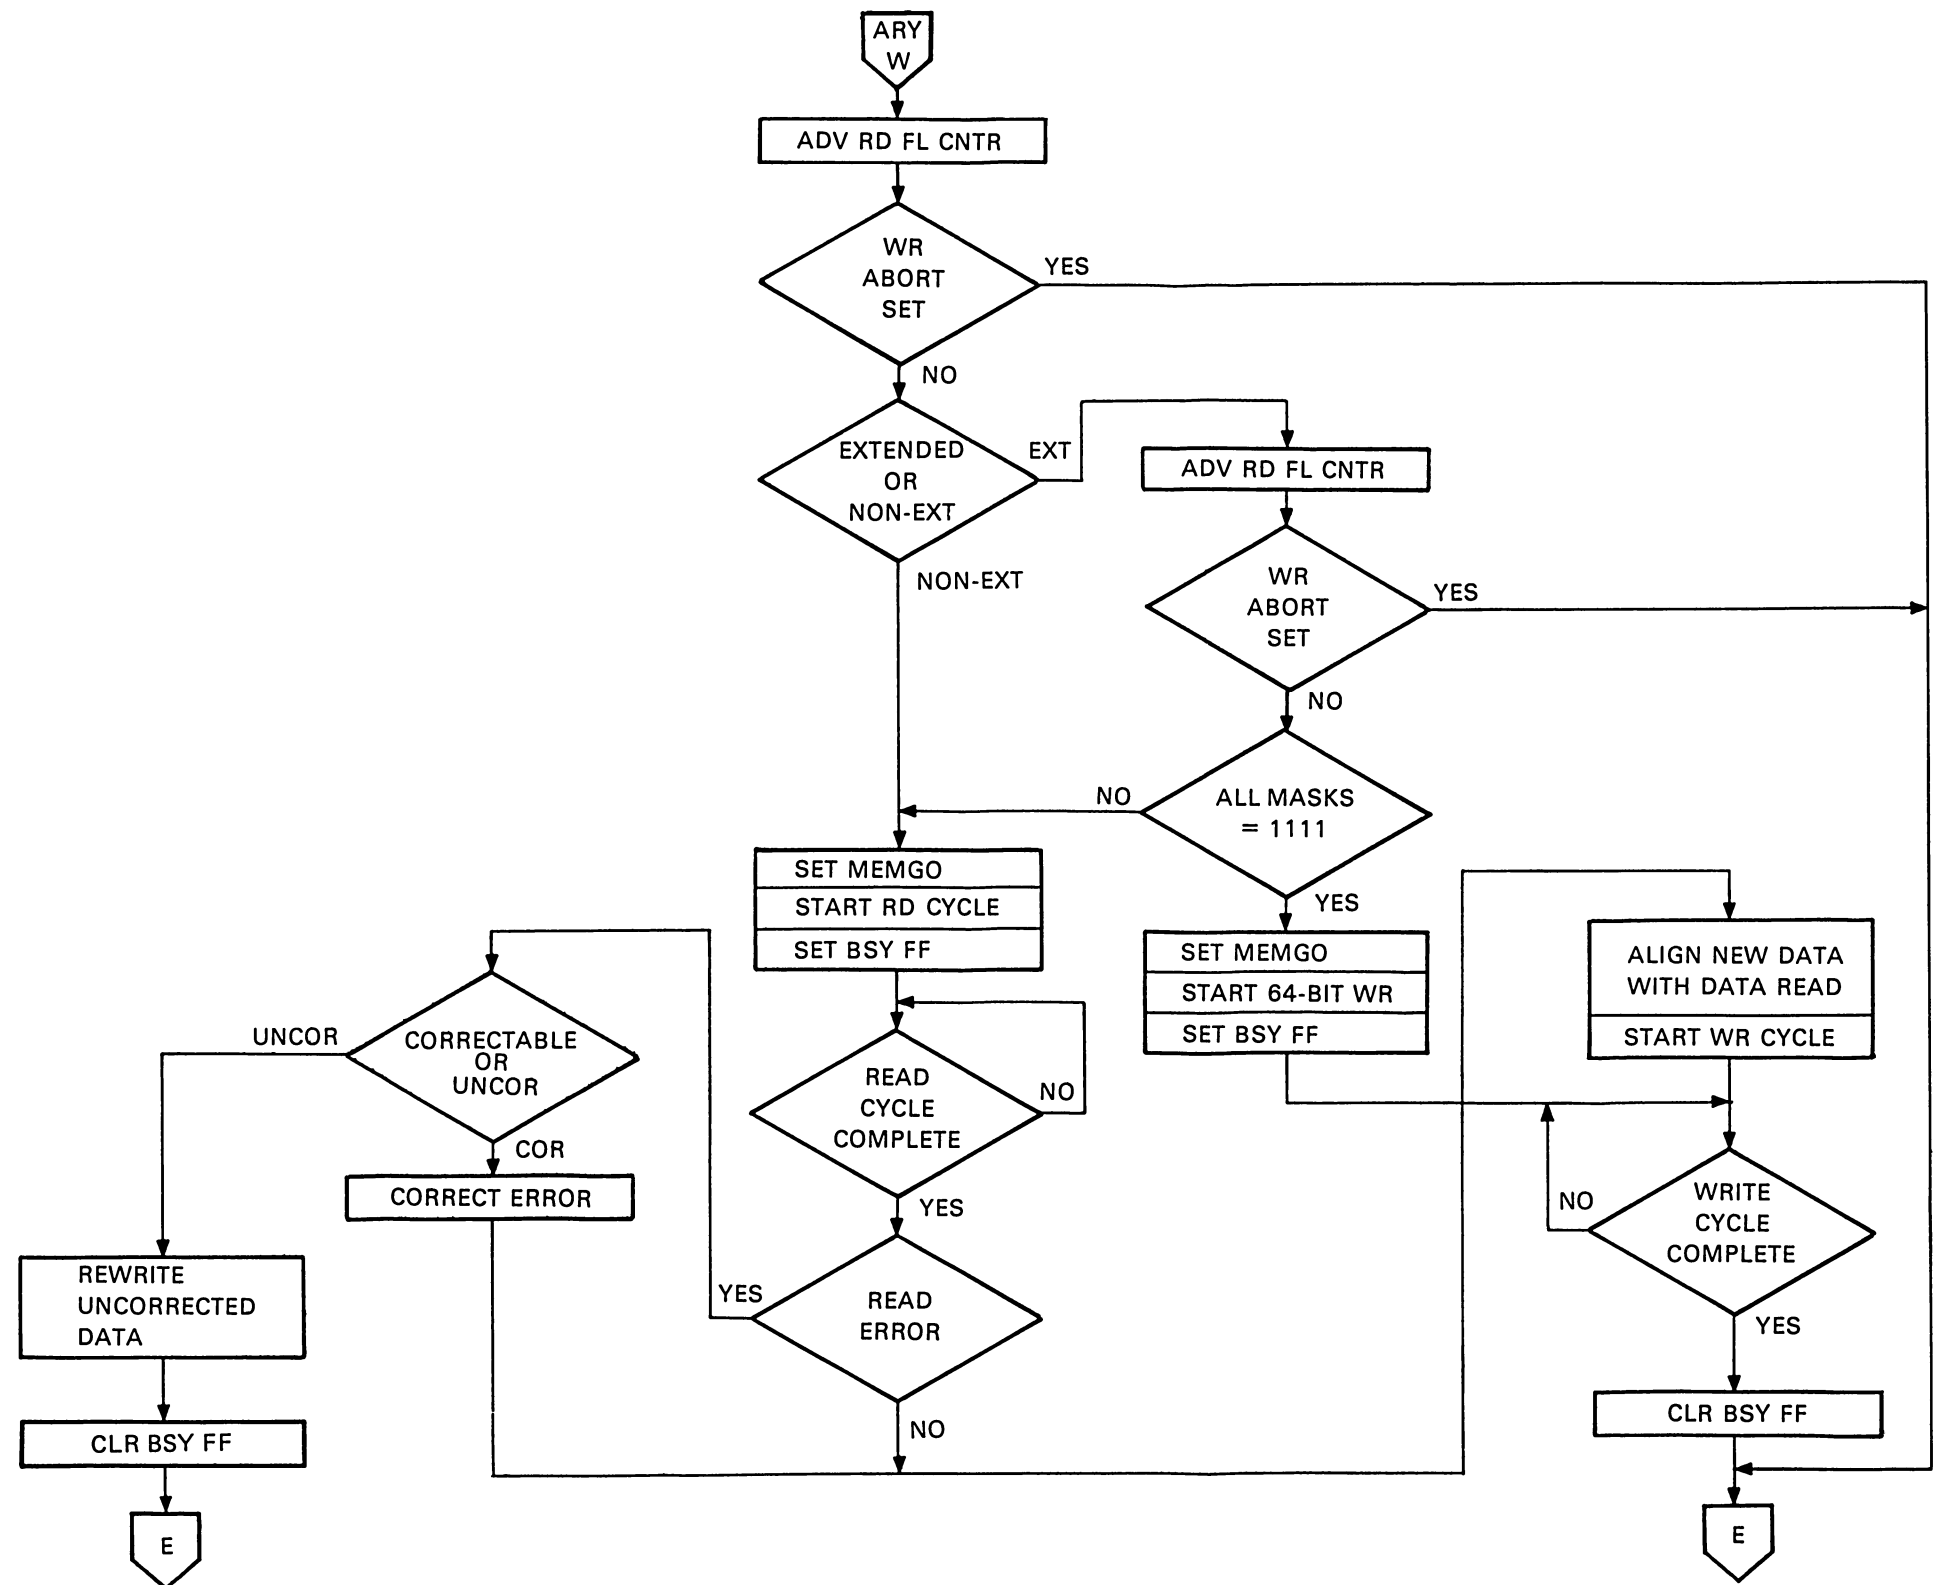 ARY
W
ADV RD FL CNTR
WR
ABORT
SET
YES
NO
EXTENDED
OR
NON-EXT
EXT
NON-EXT
ADV RD FL CNTR
WR
ABORT
SET
YES
NO
ALL MASKS
= 1111
NO
YES
SET MEMGO
START RD CYCLE
SET BSY FF
SET MEMGO
START 64-BIT WR
SET BSY FF
ALIGN NEW DATA
WITH DATA READ
START WR CYCLE
READ
CYCLE
COMPLETE
NO
YES
CORRECTABLE
OR
UNCOR
UNCOR
COR
CORRECT ERROR
READ
ERROR
YES
NO
WRITE
CYCLE
COMPLETE
NO
YES
REWRITE
UNCORRECTED
DATA
CLR BSY FF
E
CLR BSY FF
E